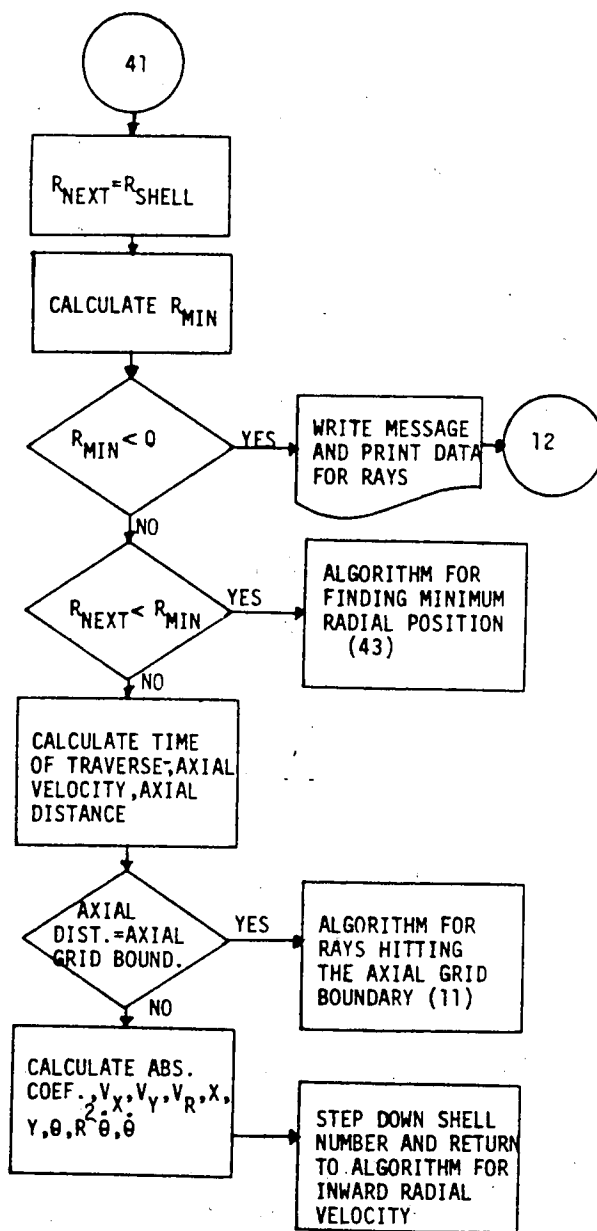 41
R_NEXT=R_SHELL
CALCULATE R_MIN
R_MIN < 0
YES
WRITE MESSAGE
AND PRINT DATA
FOR RAYS
12
NO
R_NEXT < R_MIN
YES
ALGORITHM FOR
FINDING MINIMUM
RADIAL POSITION
(43)
NO
CALCULATE TIME
OF TRAVERSE,AXIAL
VELOCITY,AXIAL
DISTANCE
AXIAL
DIST.=AXIAL
GRID BOUND.
YES
ALGORITHM FOR
RAYS HITTING
THE AXIAL GRID
BOUNDARY (11)
NO
CALCULATE ABS.
COEF.,V_X,V_Y,V_R,X,
Y,θ,R²θ̇,θ̇
STEP DOWN SHELL
NUMBER AND RETURN
TO ALGORITHM FOR
INWARD RADIAL
VELOCITY